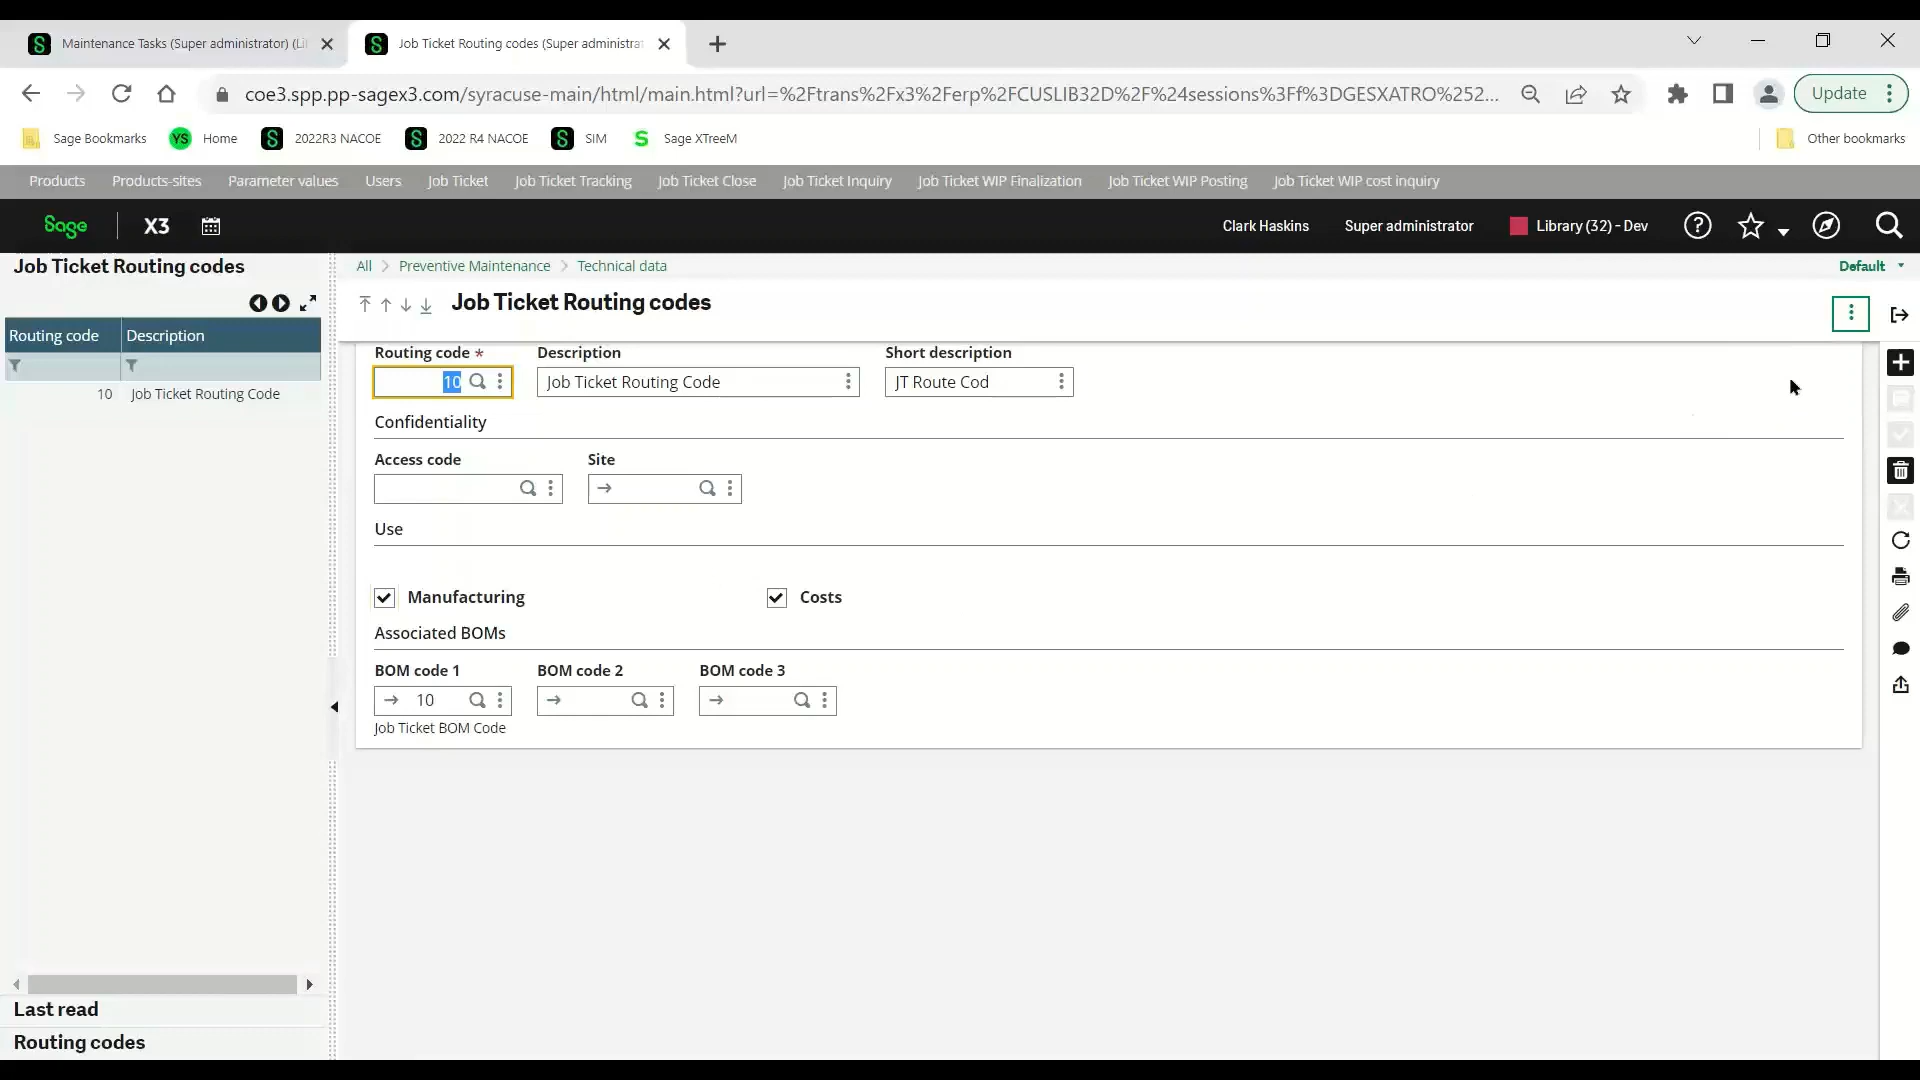 Maintenance Tasks (Super administrator) (Li
Job Ticket Routing codes (Super administrat
coe3.spp.pp-sagex3.com/syracuse-main/html/main.html?url=%2Ftrans%2Fx3%2Ferp%2FCUSLIB32D%2F%24sessions%3Ff%3DGESXATRO%252...
Update
Sage Bookmarks
YS Home
S 2022R3 NACOE
S 2022 R4 NACOE
S SIM
S Sage XTreeM
Other bookmarks
Products Products-sites Parameter values Users Job Ticket Job Ticket Tracking Job Ticket Close Job Ticket Inquiry Job Ticket WIP Finalization Job Ticket WIP Posting Job Ticket WIP cost inquiry
Sage X3
Clark Haskins Super administrator Library (32) - Dev
Job Ticket Routing codes
All > Preventive Maintenance > Technical data
Default
Job Ticket Routing codes
Routing code Description
10 Job Ticket Routing Code
Routing code * Description Short description
10 Job Ticket Routing Code JT Route Cod
Confidentiality
Access code Site
Use
Manufacturing Costs
Associated BOMs
BOM code 1 BOM code 2 BOM code 3
10
Job Ticket BOM Code
Last read
Routing codes